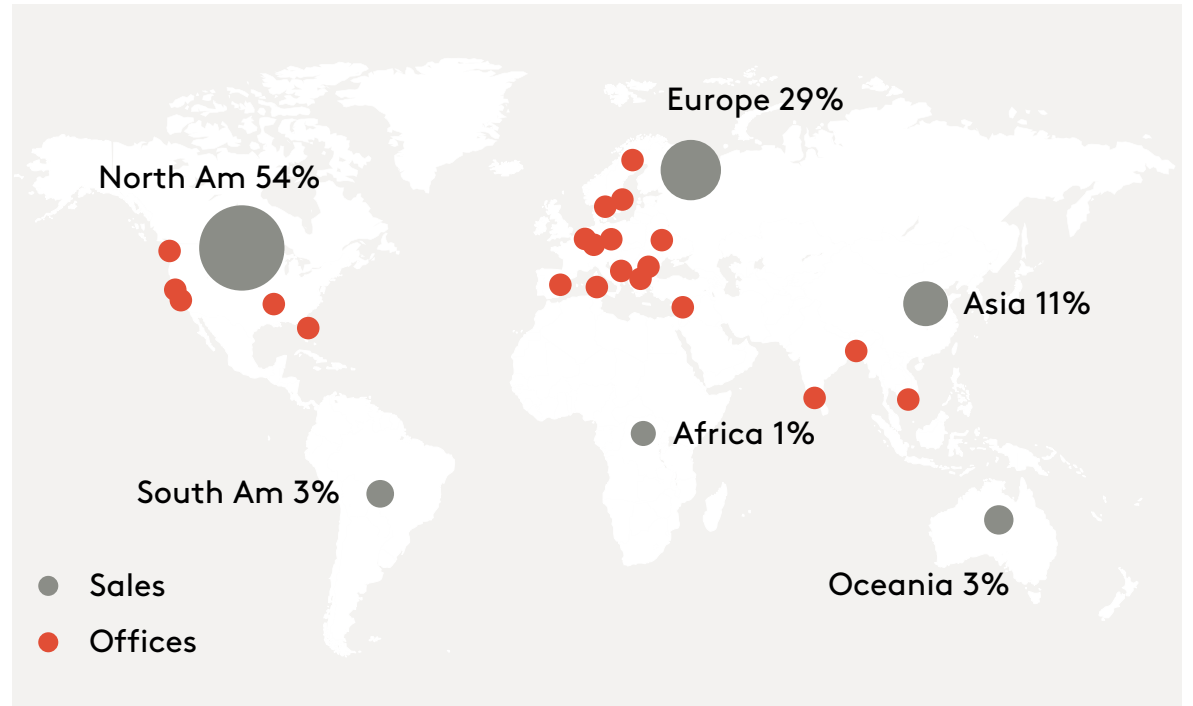 Europe 29%
North Am 54%
Asia 11%
Africa 1%
South Am 3%
Oceania 3%
Sales
Offices